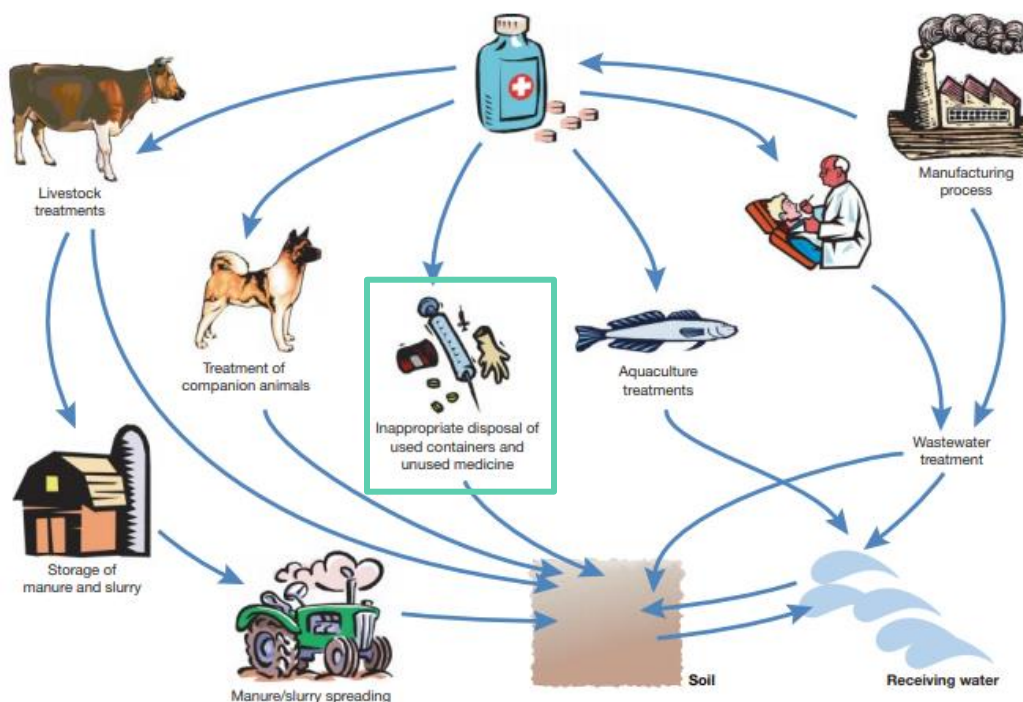 Livestock
treatments
Manufacturing
process
Treatment of
companion animals
Aquaculture
treatments
Inappropriate disposal of
used containers and
unused medicine
Wastewater
treatment
Storage of
manure and slurry
Manure/slurry spreading
Soil
Receiving water